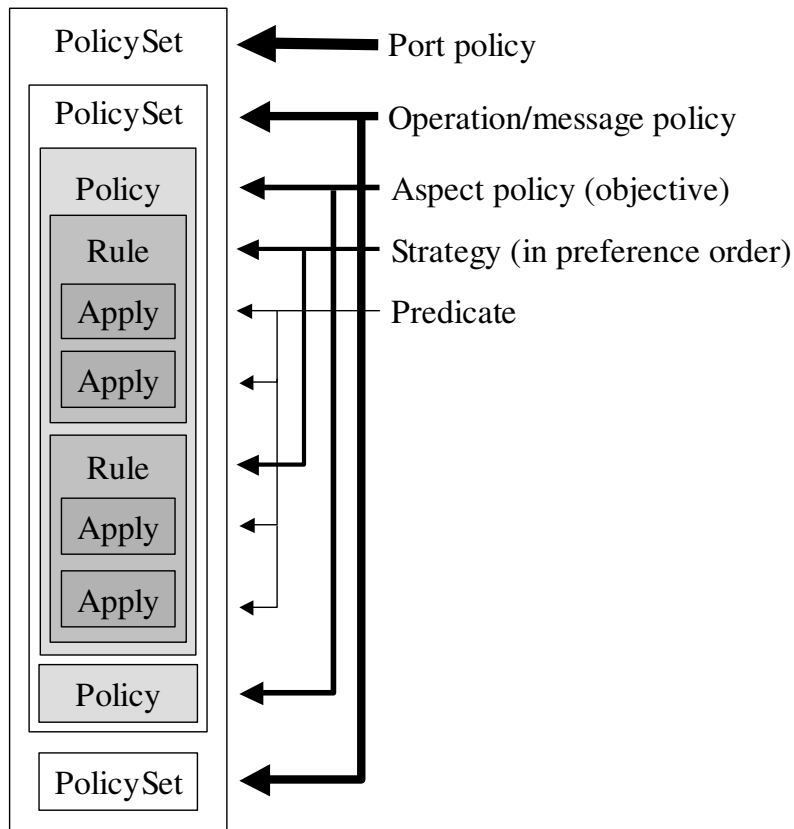 PolicySet
Port policy
PolicySet
Operation/message policy
Policy
Aspect policy (objective)
Rule
Strategy (in preference order)
Apply
Predicate
Apply
Rule
Apply
Apply
Policy
PolicySet